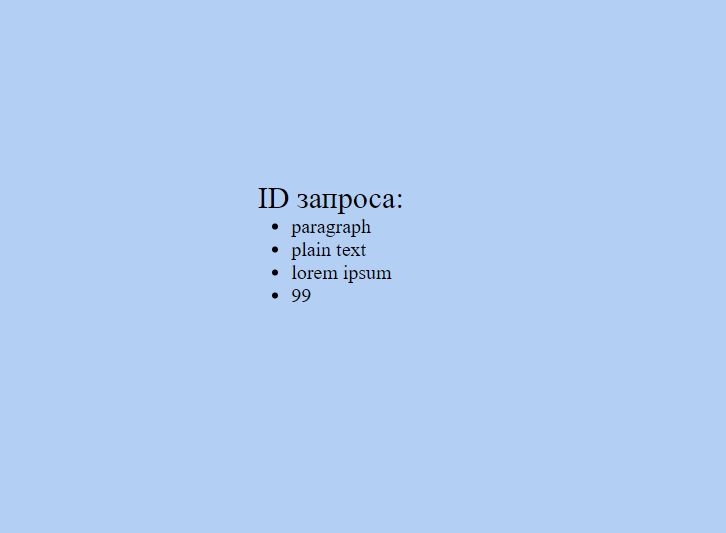 ID запроса:
• paragraph
• plain text
• lorem ipsum
• 99